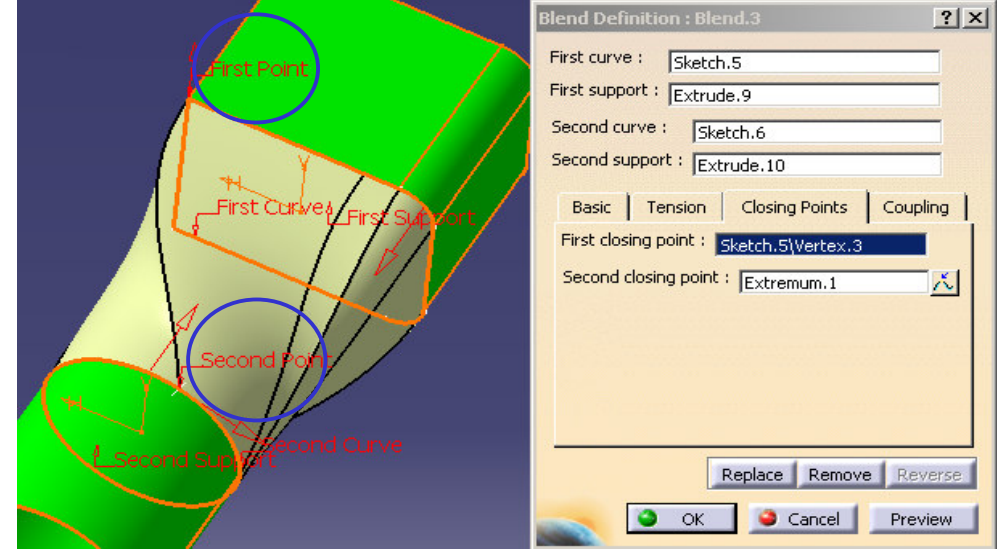 First Point
First Curve
First Support
Second Point
Second Curve
Second Support
Blend Definition : Blend.3
First curve : Sketch.5
First support : Extrude.9
Second curve : Sketch.6
Second support : Extrude.10
Basic Tension Closing Points Coupling
First closing point : Sketch.5\Vertex.3
Second closing point : Extremum.1
Replace Remove Reverse
OK Cancel Preview